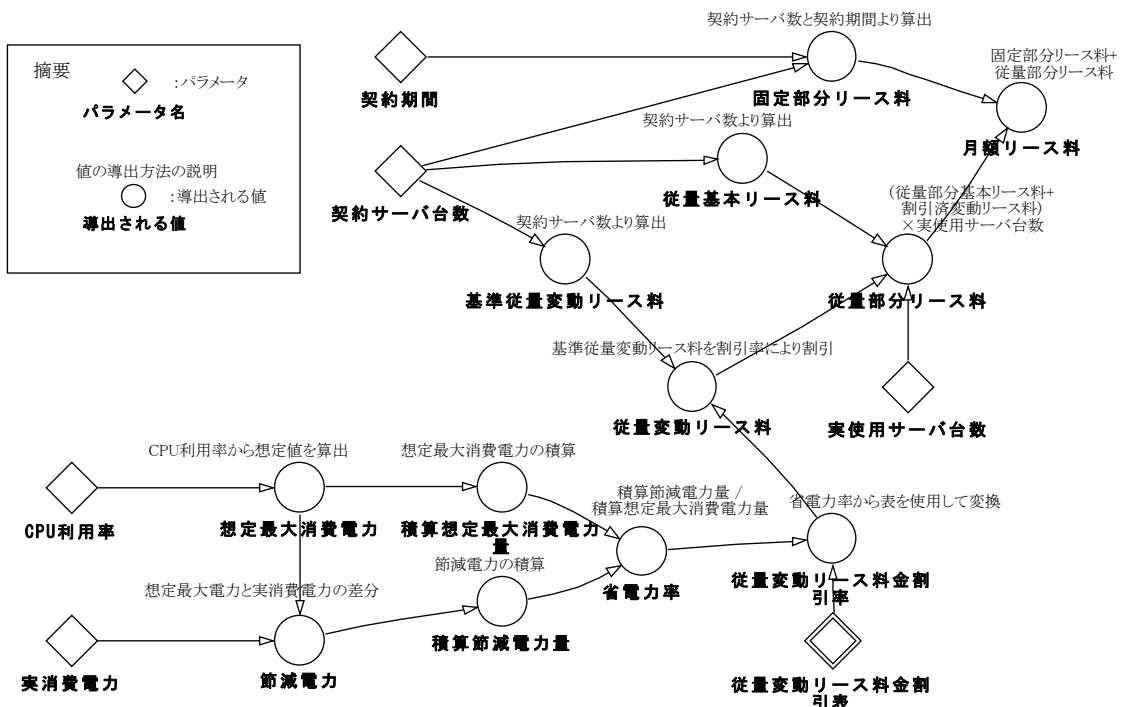 摘要
:パラメータ
パラメータ名
値の導出方法の説明
:導出される値
導出される値
契約サーバ数と契約期間より算出
契約期間
固定部分リース料
固定部分リース料+
従量部分リース料
月額リース料
契約サーバ数より算出
契約サーバ台数
従量基本リース料
(従量部分基本リース料+
割引済変動リース料)
×実使用サーバ台数
契約サーバ数より算出
基準従量変動リース料
従量部分リース料
基準従量変動リース料を割引率により割引
従量変動リース料
実使用サーバ台数
CPU利用率から想定値を算出
想定最大消費電力の積算
積算節減電力量 /
積算想定最大消費電力量
省電力率から表を使用して変換
CPU利用率
想定最大消費電力
積算想定最大消費電力
量
節減電力の積算
省電力率
従量変動リース料金割
引率
想定最大電力と実消費電力の差分
積算節減電力量
実消費電力
節減電力
従量変動リース料金割
引表